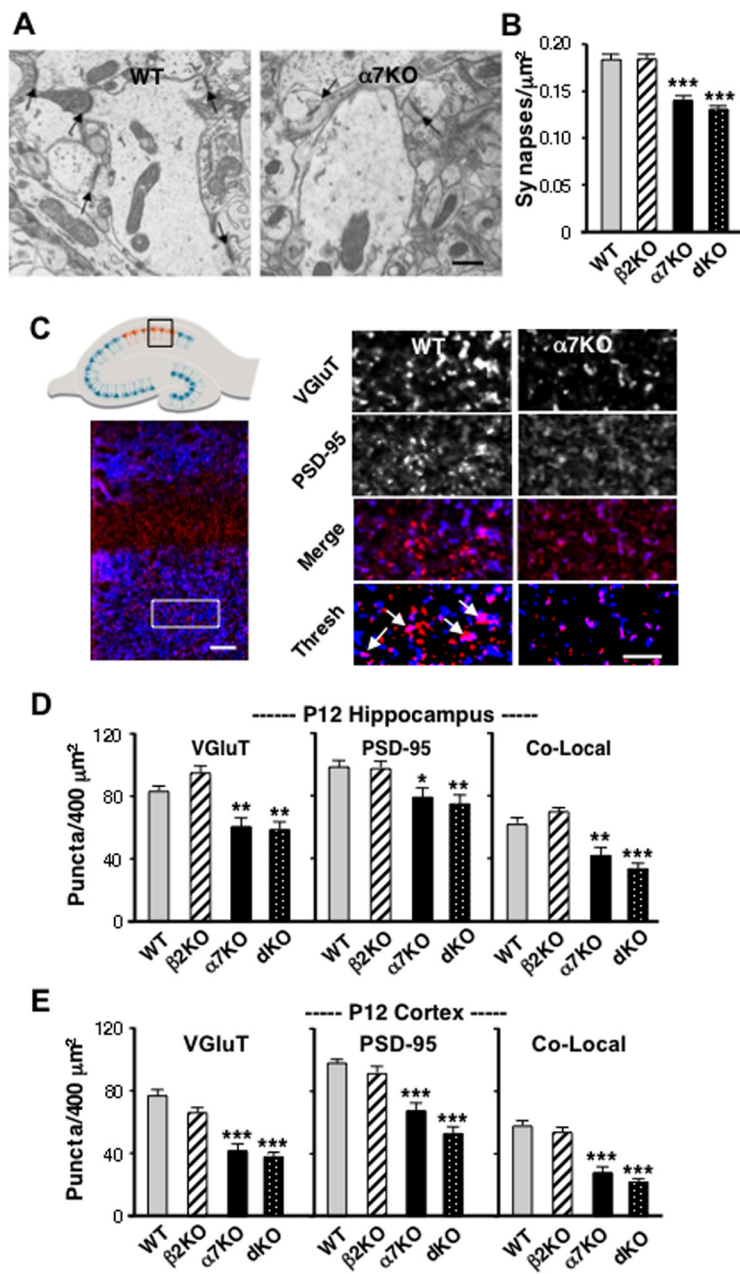 A
WT
α7KO
B
Synapses/μm²
0.20
0.15
0.10
0.05
0
***
***
WT
β2KO
α7KO
dKO
C
WT
α7KO
VGluT
PSD-95
Merge
Thresh
D
------ P12 Hippocampus -----
Puncta/400 μm²
120
80
40
0
VGluT
PSD-95
Co-Local
**
**
*
**
**
***
WT
β2KO
α7KO
dKO
WT
β2KO
α7KO
dKO
WT
β2KO
α7KO
dKO
E
----- P12 Cortex -----
Puncta/400 μm²
120
80
40
0
VGluT
PSD-95
Co-Local
***
***
***
***
***
***
WT
β2KO
α7KO
dKO
WT
β2KO
α7KO
dKO
WT
β2KO
α7KO
dKO